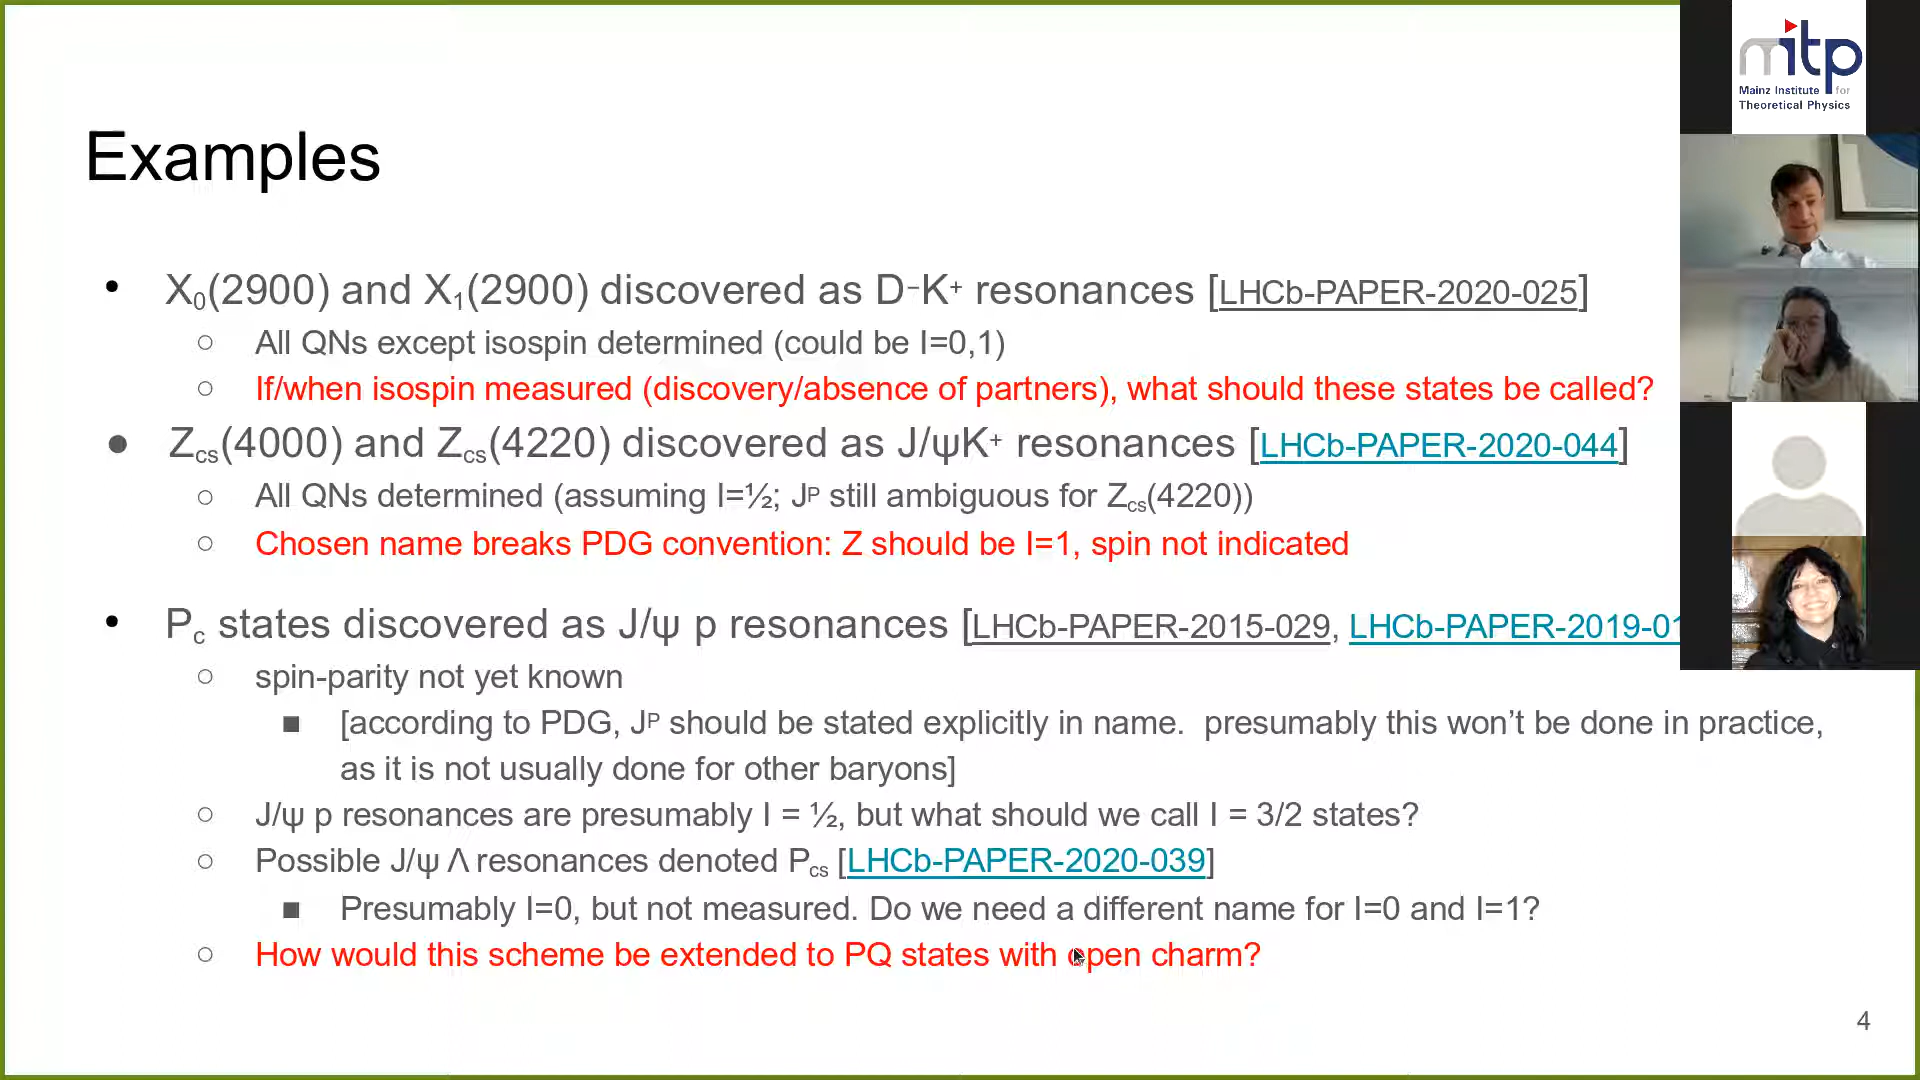 mitp
Mainz Institute for
Theoretical Physics
Examples
• X₀(2900) and X₁(2900) discovered as D⁻K⁺ resonances [LHCb-PAPER-2020-025]
○ All QNs except isospin determined (could be I=0,1)
○ If/when isospin measured (discovery/absence of partners), what should these states be called?
● Zcs(4000) and Zcs(4220) discovered as J/ψK⁺ resonances [LHCb-PAPER-2020-044]
○ All QNs determined (assuming I=½; Jᴾ still ambiguous for Zcs(4220))
○ Chosen name breaks PDG convention: Z should be I=1, spin not indicated
• Pc states discovered as J/ψ p resonances [LHCb-PAPER-2015-029, LHCb-PAPER-2019-01
○ spin-parity not yet known
■ [according to PDG, Jᴾ should be stated explicitly in name. presumably this won’t be done in practice,
as it is not usually done for other baryons]
○ J/ψ p resonances are presumably I = ½, but what should we call I = 3/2 states?
○ Possible J/ψ Λ resonances denoted Pcs [LHCb-PAPER-2020-039]
■ Presumably I=0, but not measured. Do we need a different name for I=0 and I=1?
○ How would this scheme be extended to PQ states with open charm?
4